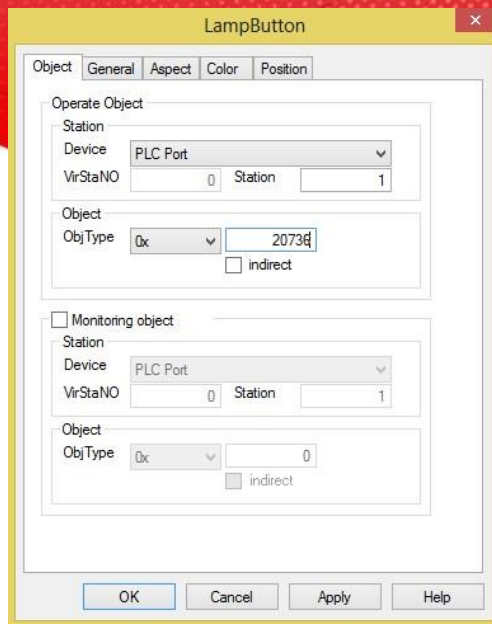 LampButton
Object General Aspect Color Position
Operate Object
Station
Device PLC Port
VirStaNO 0 Station 1
Object
ObjType 0x 20736
indirect
Monitoring object
Station
Device PLC Port
VirStaNO 0 Station 1
Object
ObjType 0x 0
indirect
OK Cancel Apply Help